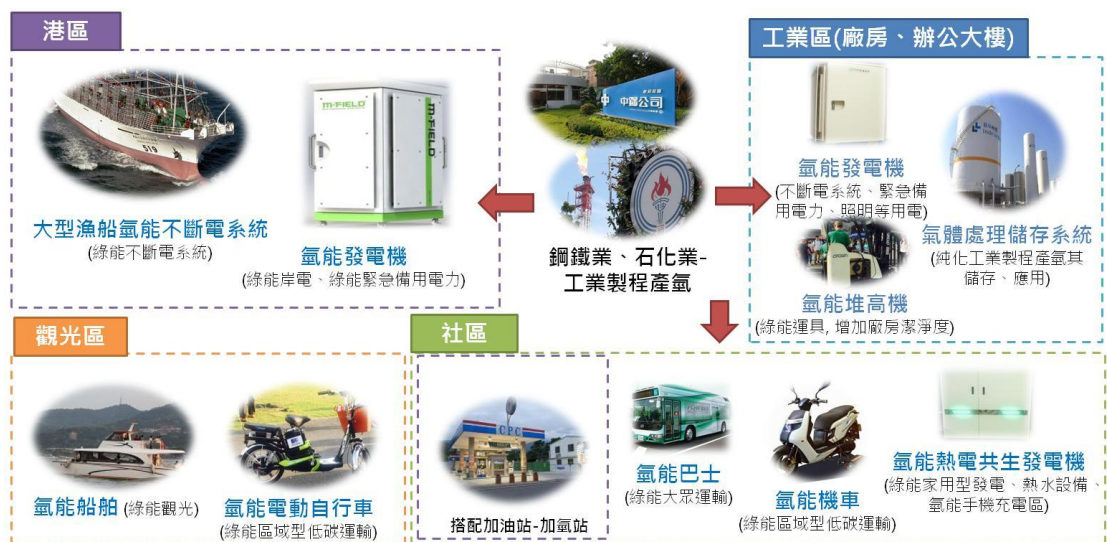 港區
大型漁船氫能不斷電系統
(綠能不斷電系統)
519
M-FIELD
M-FIELD
氫能發電機
(綠能岸電、綠能緊急備用電力)
中鋼公司
鋼鐵業、石化業-
工業製程產氫
工業區(廠房、辦公大樓)
氫能發電機
(不斷電系統、緊急備
用電力、照明等用電)
氣體處理儲存系統
(純化工業製程產氫其
儲存、應用)
CROWN
氫能堆高機
(綠能運具, 增加廠房潔淨度)
觀光區
氫能船舶 (綠能觀光)
氫能電動自行車
(綠能區域型低碳運輸)
社區
CPC
搭配加油站-加氫站
氫能巴士
(綠能大眾運輸)
氫能機車
(綠能區域型低碳運輸)
氫能熱電共生發電機
(綠能家用型發電、熱水設備、
氫能手機充電區)